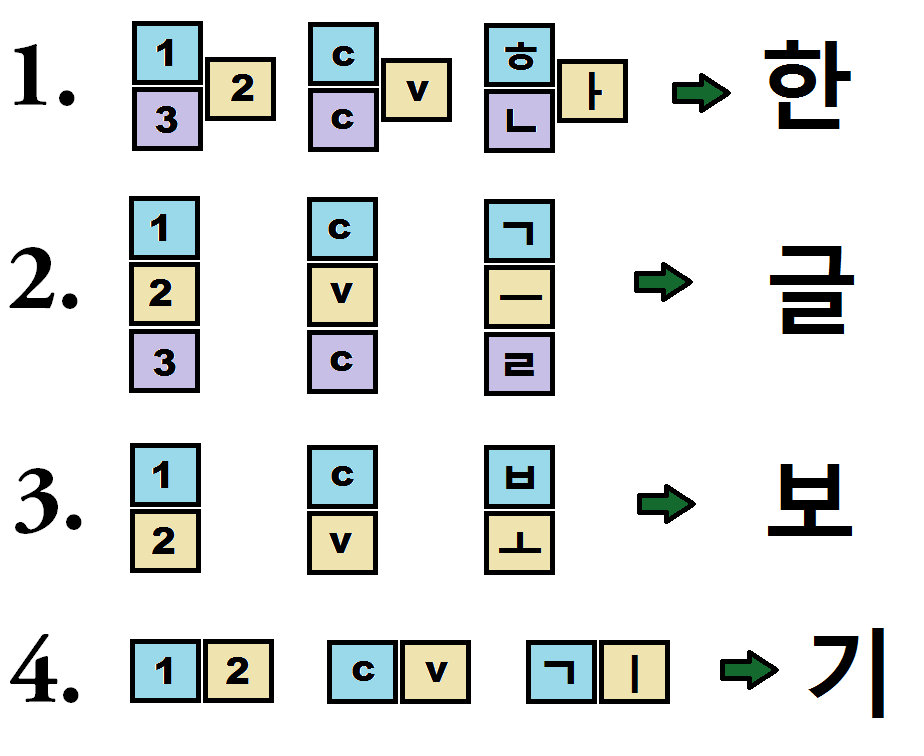 1. 1 2 3 c v c ㅎ ㅏ ㄴ 한
2. 1 2 3 c v c ㄱ ㅡ ㄹ 글
3. 1 2 c v ㅂ ㅗ 보
4. 1 2 c v ㄱ ㅣ 기